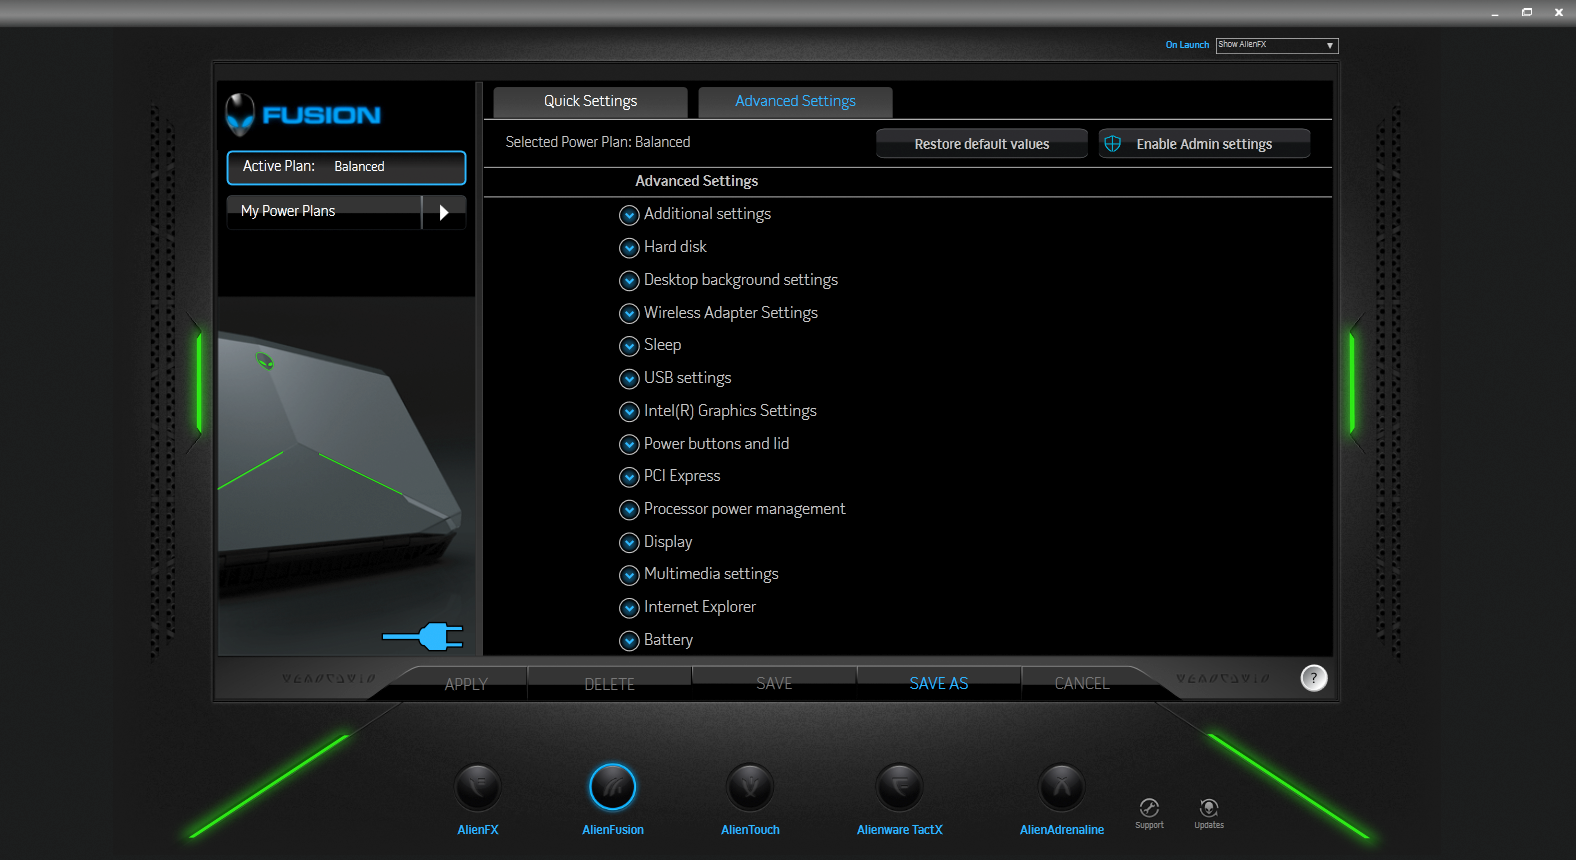 On Launch Show AlienFX
FUSION
Quick Settings
Advanced Settings
Selected Power Plan: Balanced
Restore default values
Enable Admin settings
Active Plan: Balanced
My Power Plans
Advanced Settings
Additional settings
Hard disk
Desktop background settings
Wireless Adapter Settings
Sleep
USB settings
Intel(R) Graphics Settings
Power buttons and lid
PCI Express
Processor power management
Display
Multimedia settings
Internet Explorer
Battery
APPLY
DELETE
SAVE
SAVE AS
CANCEL
?
AlienFX
AlienFusion
AlienTouch
Alienware TactX
AlienAdrenaline
Support
Updates